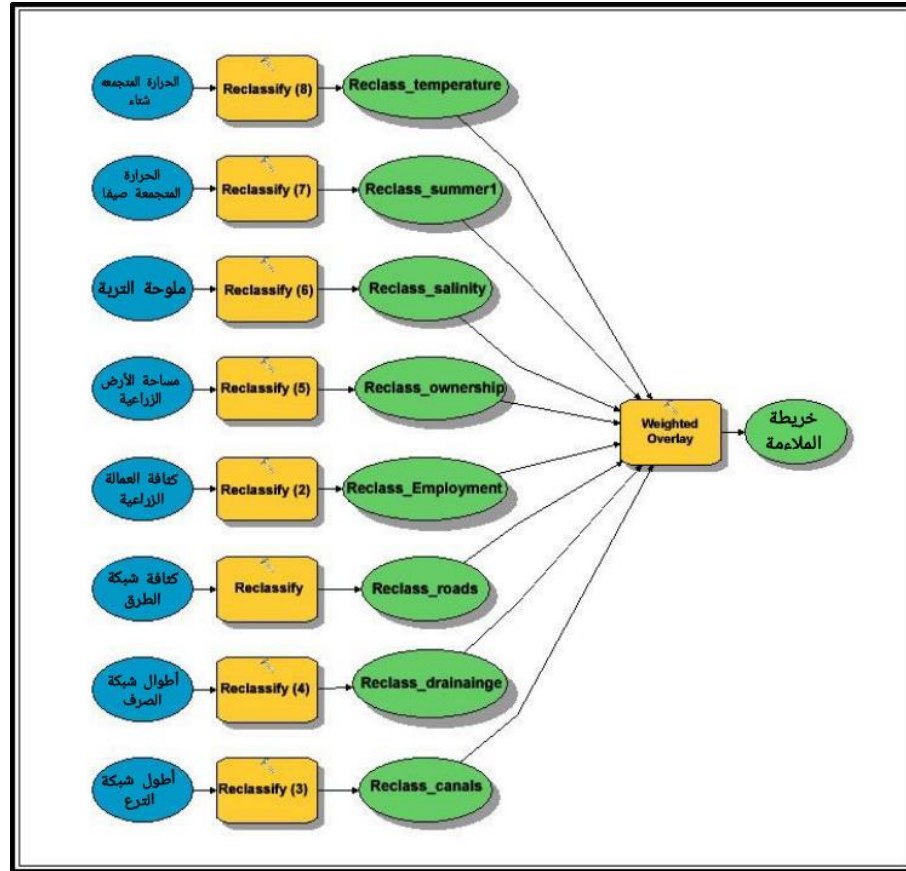 الحرارة المتجمعه
شتاء
Reclassify (8)
Reclass_temperature
الحرارة
المتجمعة صيفا
Reclassify (7)
Reclass_summer1
ملوحة التربة
Reclassify (6)
Reclass_salinity
مساحة الأرض
الزراعية
Reclassify (5)
Reclass_ownership
Weighted
Overlay
خريطة
الملاءمة
كثافة العمالة
الزراعية
Reclassify (2)
Reclass_Employment
كثافة شبكة
الطرق
Reclassify
Reclass_roads
أطوال شبكة
الصرف
Reclassify (4)
Reclass_drainainge
أطول شبكة
الترع
Reclassify (3)
Reclass_canals